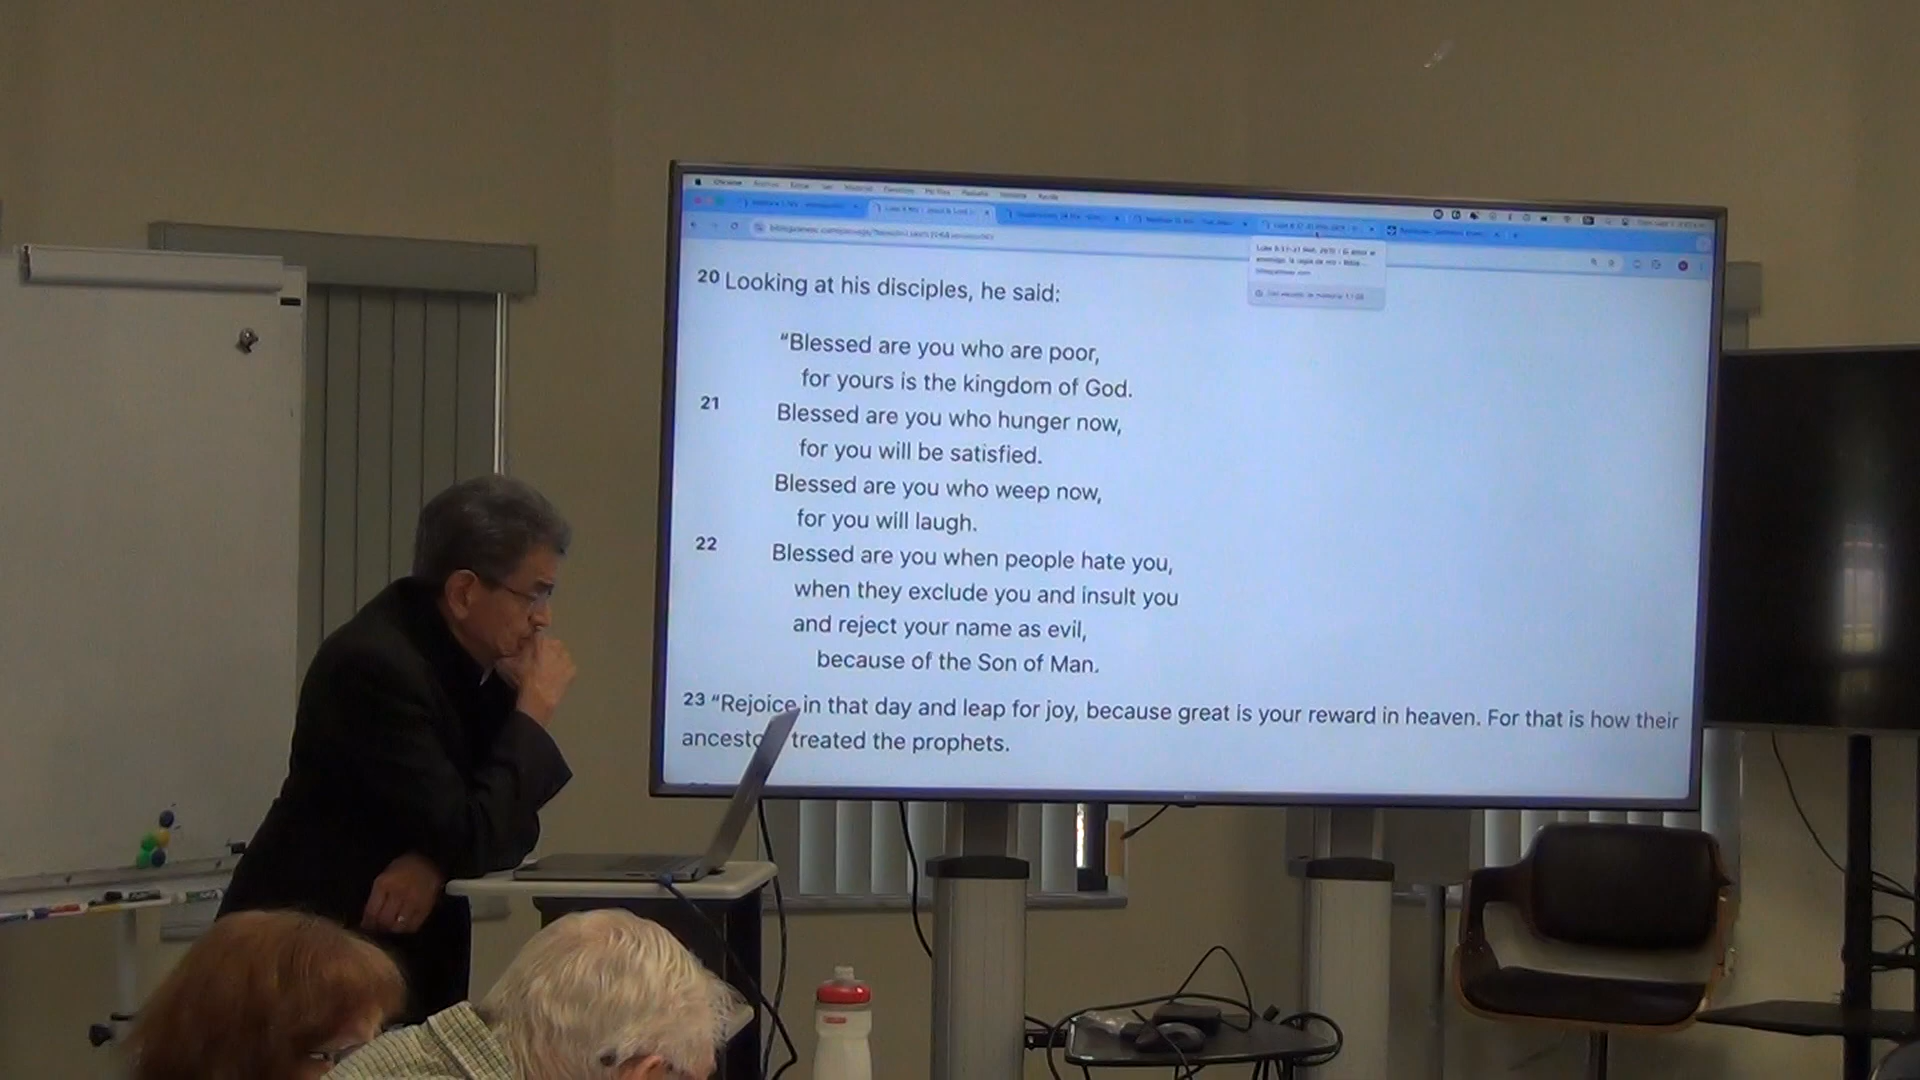 Chrome
20 Looking at his disciples, he said:
“Blessed are you who are poor,
for yours is the kingdom of God.
21 Blessed are you who hunger now,
for you will be satisfied.
Blessed are you who weep now,
for you will laugh.
22 Blessed are you when people hate you,
when they exclude you and insult you
and reject your name as evil,
because of the Son of Man.
23 “Rejoice in that day and leap for joy, because great is your reward in heaven. For that is how their
treated the prophets.